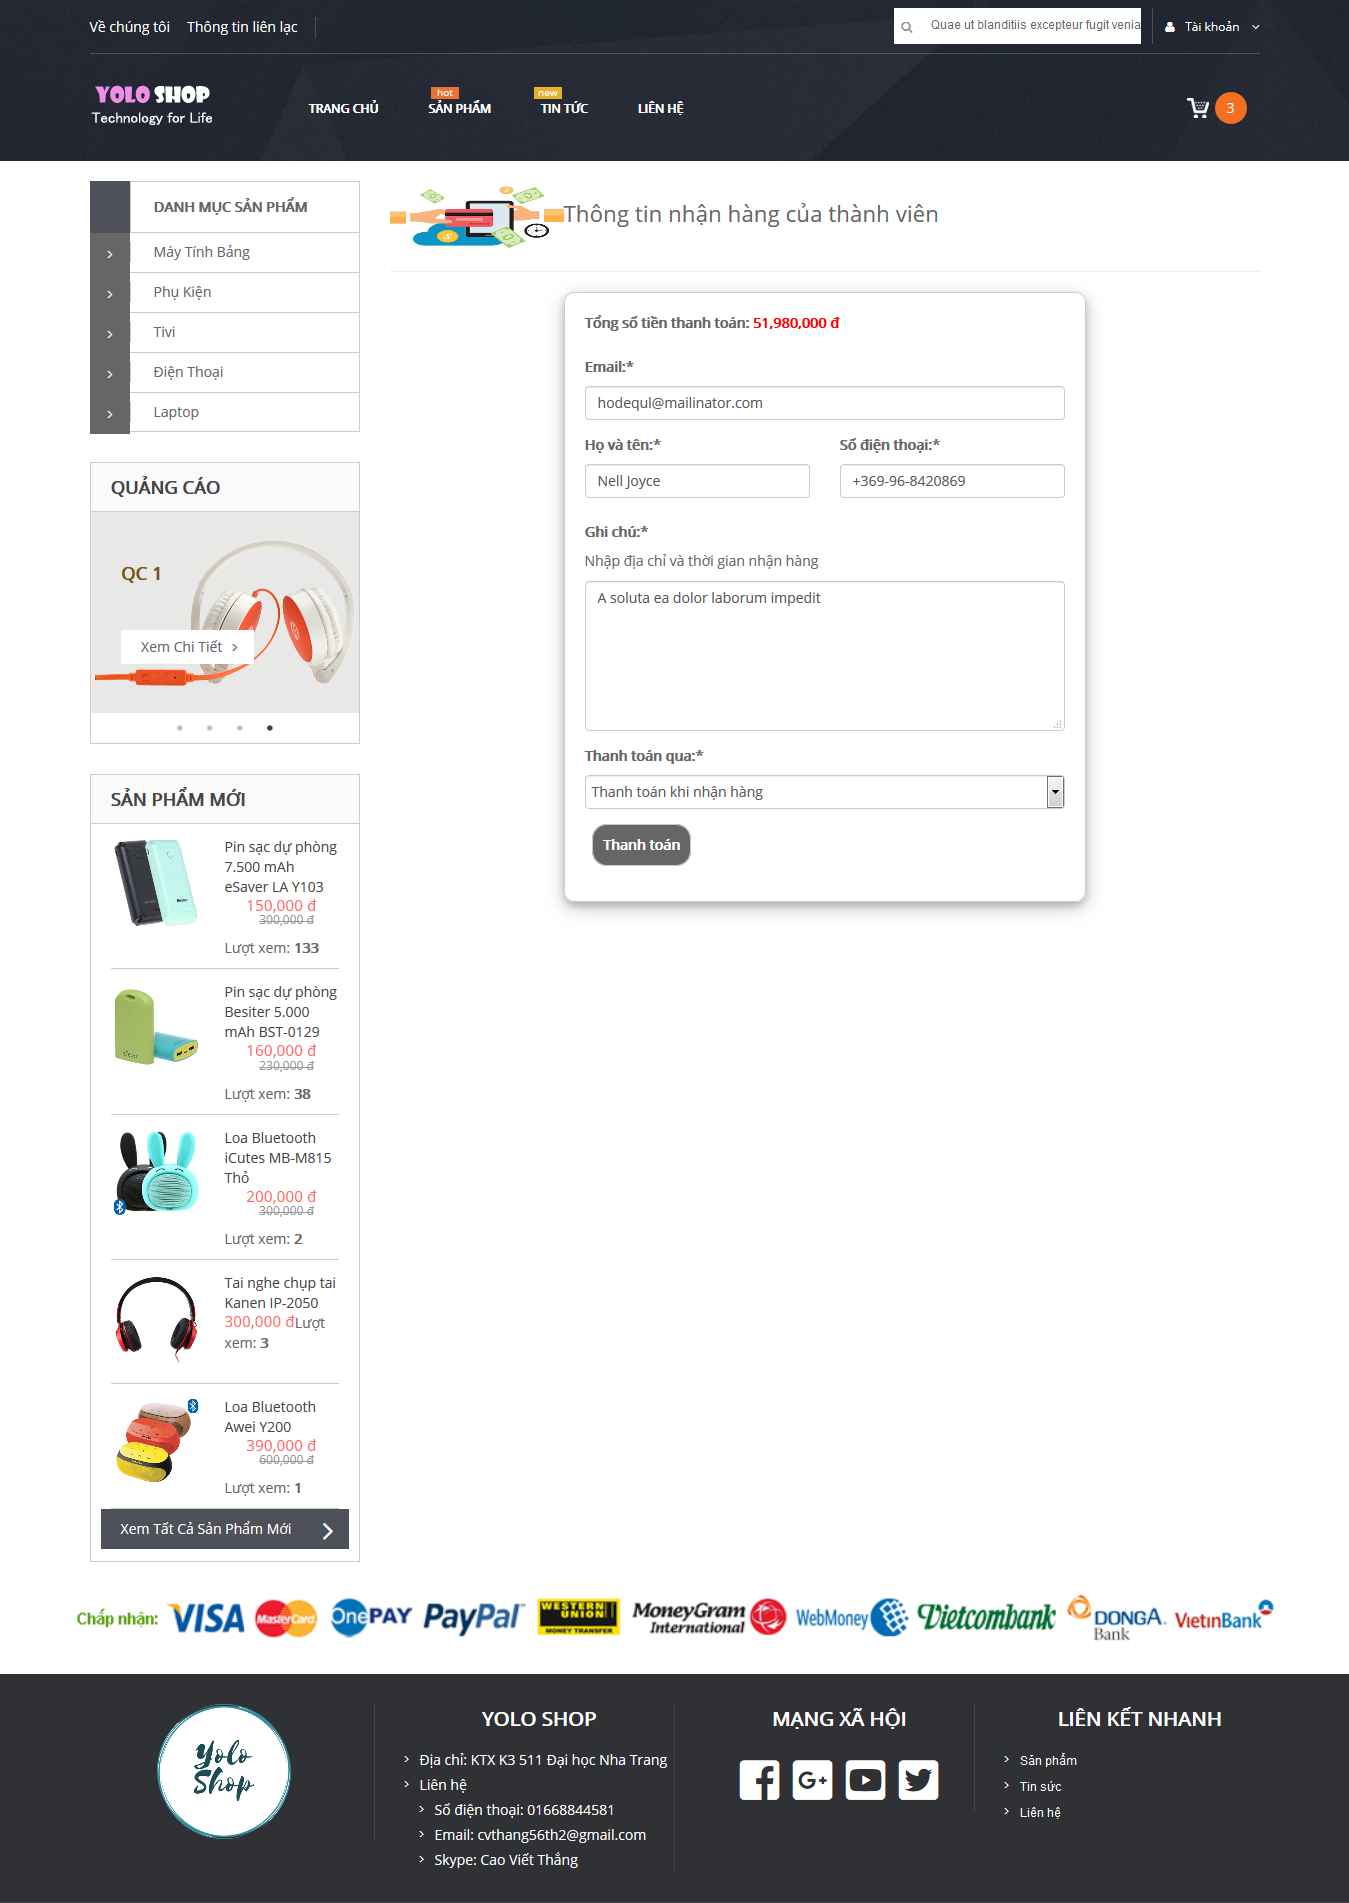 Về chúng tôi Thông tin liên lạc
Quae ut blanditiis excepteur fugit venia
Tài khoản
YOLO SHOP
Technology for Life
TRANG CHỦ
hot
SẢN PHẨM
new
TIN TỨC
LIÊN HỆ
3
DANH MỤC SẢN PHẨM
Máy Tính Bảng
Phụ Kiện
Tivi
Điện Thoại
Laptop
QUẢNG CÁO
QC 1
Xem Chi Tiết
SẢN PHẨM MỚI
Pin sạc dự phòng
7.500 mAh
eSaver LA Y103
150,000 đ
300,000 đ
Lượt xem: 133
Pin sạc dự phòng
Besiter 5.000
mAh BST-0129
160,000 đ
230,000 đ
Lượt xem: 38
Loa Bluetooth
iCutes MB-M815
Thỏ
200,000 đ
300,000 đ
Lượt xem: 2
Tai nghe chụp tai
Kanen IP-2050
300,000 đLượt
xem: 3
Loa Bluetooth
Awei Y200
390,000 đ
600,000 đ
Lượt xem: 1
Xem Tất Cả Sản Phẩm Mới
Thông tin nhận hàng của thành viên
Tổng số tiền thanh toán: 51,980,000 đ
Email:*
hodequl@mailinator.com
Họ và tên:*
Nell Joyce
Số điện thoại:*
+369-96-8420869
Ghi chú:*
Nhập địa chỉ và thời gian nhận hàng
A soluta ea dolor laborum impedit
Thanh toán qua:*
Thanh toán khi nhận hàng
Thanh toán
Chấp nhận:
VISA
MasterCard
OnePAY
PayPal
WESTERN
UNION
MONEY TRANSFER
MoneyGram
International
WebMoney
Vietcombank
DONGA
Bank
VietinBank
Yolo
Shop
YOLO SHOP
Địa chỉ: KTX K3 511 Đại học Nha Trang
Liên hệ
Số điện thoại: 01668844581
Email: cvthang56th2@gmail.com
Skype: Cao Viết Thắng
MẠNG XÃ HỘI
LIÊN KẾT NHANH
Sản phẩm
Tin sức
Liên hệ